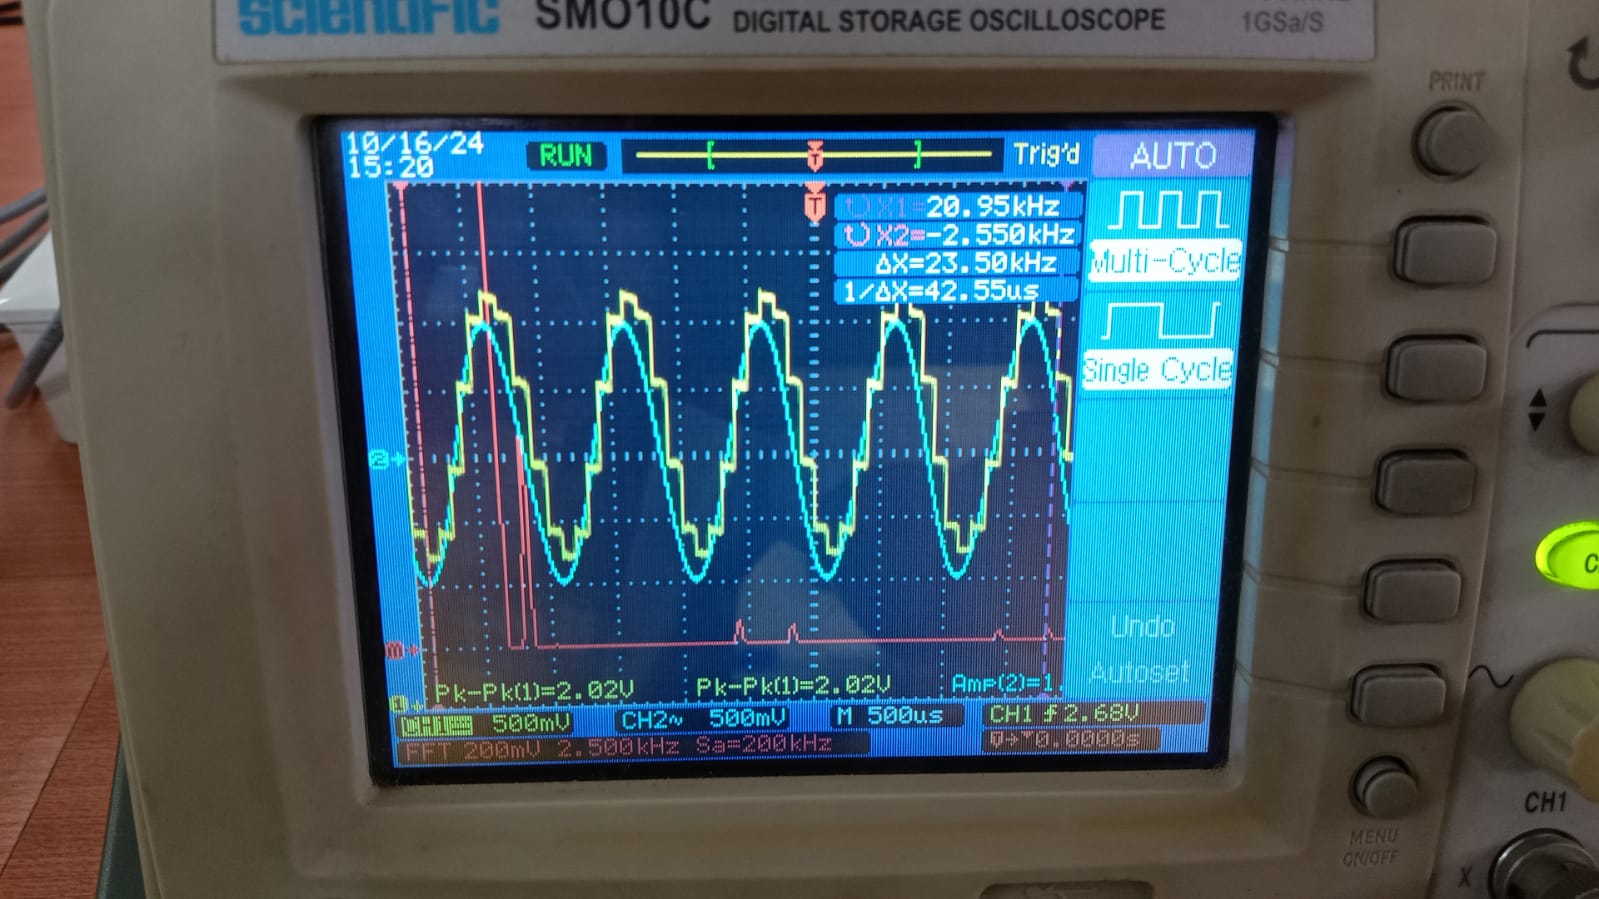 scientific SMO10C DIGITAL STORAGE OSCILLOSCOPE 1GSa/S
PRINT
10/16/24
15:20
RUN
T
Trig'd
AUTO
T
X1=20.95kHz
X2=-2.550kHz
ΔX=23.50kHz
1/ΔX=42.55us
Multi-Cycle
Single Cycle
2
m
Undo
Autoset
Pk-Pk(1)=2.02V Pk-Pk(1)=2.02V Amp(2)=1.
1
CH1 500mV CH2~ 500mV M 500us CH1 2.68V
FFT 200mV 2.500kHz Sa=200kHz 0.0000s
MENU
ON/OFF
CH1
X